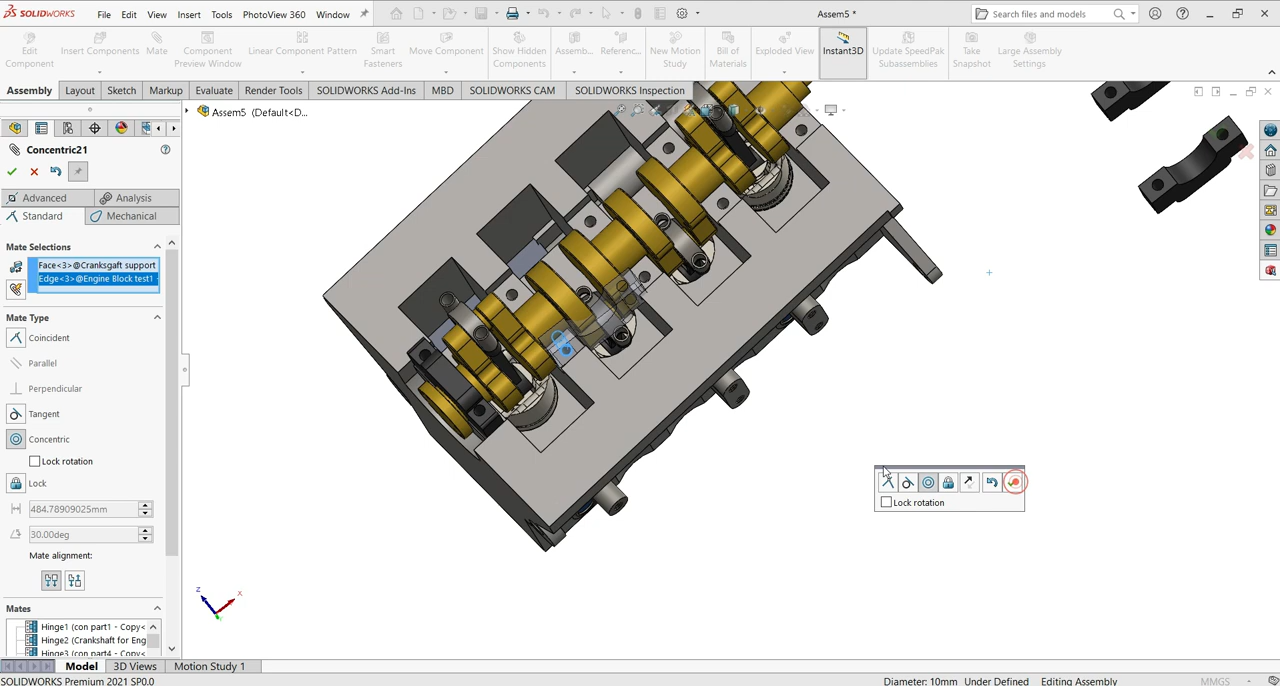 SOLIDWORKS File Edit View Insert Tools PhotoView 360 Window Assem5 * Search files and models
Edit Component Insert Components Mate Component Preview Window Linear Component Pattern Smart Fasteners Move Component Show Hidden Components Assemb... Referenc... New Motion Study Bill of Materials Exploded View Instant3D Update SpeedPak Subassemblies Take Snapshot Large Assembly Settings
Assembly Layout Sketch Markup Evaluate Render Tools SOLIDWORKS Add-Ins MBD SOLIDWORKS CAM SOLIDWORKS Inspection
Assem5 (Default<D...
Concentric21
Advanced Analysis
Standard Mechanical
Mate Selections
Face<3>@Cranksgaft support
Edge<3>@Engine Block test1
Mate Type
Coincident
Parallel
Perpendicular
Tangent
Concentric
Lock rotation
Lock
484.78909025mm
30.00deg
Mate alignment:
Mates
Hinge1 (con part1 - Copy<
Hinge2 (Crankshaft for Eng
Hinge3 (con part4 - Copy<
Lock rotation
z x y
Model 3D Views Motion Study 1
SOLIDWORKS Premium 2021 SP0.0 Diameter: 10mm Under Defined Editing Assembly MMGS